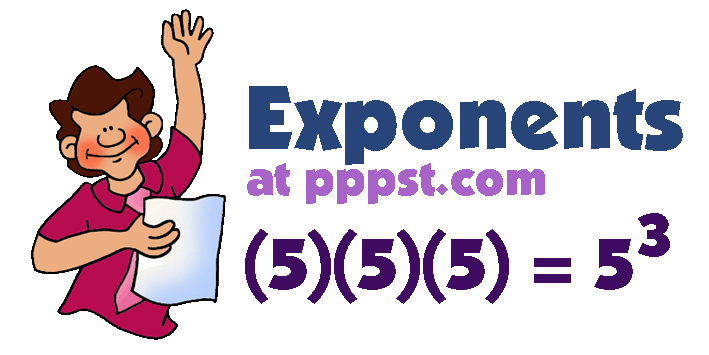 Exponents
at pppst.com
(5)(5)(5) = 5³